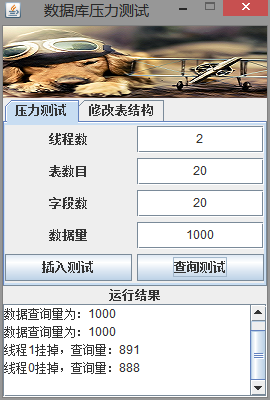 数据库压力测试
压力测试 修改表结构
线程数 2
表数目 20
字段数 20
数据量 1000
插入测试 查询测试
运行结果
数据查询量为：1000
数据查询量为：1000
线程1挂掉，查询量：891
线程0挂掉，查询量：888